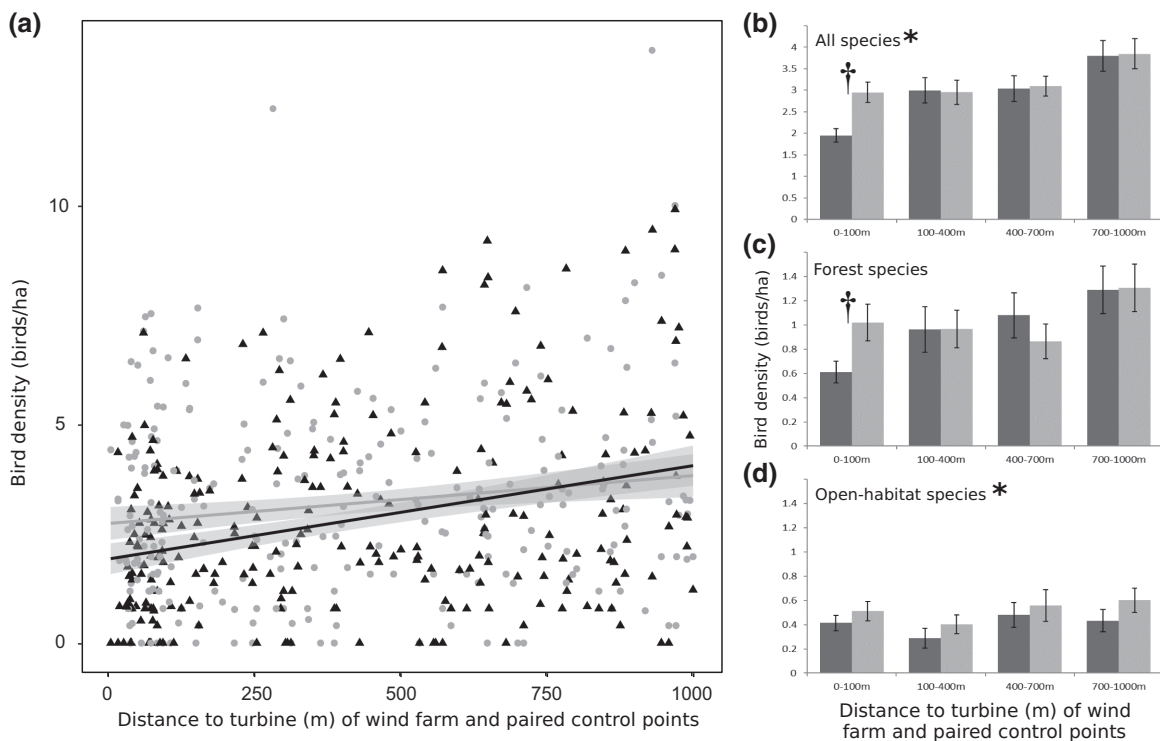 (a)
10
5
0
Bird density (birds/ha)
0 250 500 750 1000
Distance to turbine (m) of wind farm and paired control points
(b)
All species*
†
4
3.5
3
2.5
2
1.5
1
0.5
0
0-100m 100-400m 400-700m 700-1000m
(c)
Forest species
†
1.4
1.2
1
0.8
0.6
0.4
0.2
0
Bird density (birds/ha)
0-100m 100-400m 400-700m 700-1000m
(d)
Open-habitat species *
1.6
1.4
1.2
1
0.8
0.6
0.4
0.2
0
0-100m 100-400m 400-700m 700-1000m
Distance to turbine (m) of wind
farm and paired control points